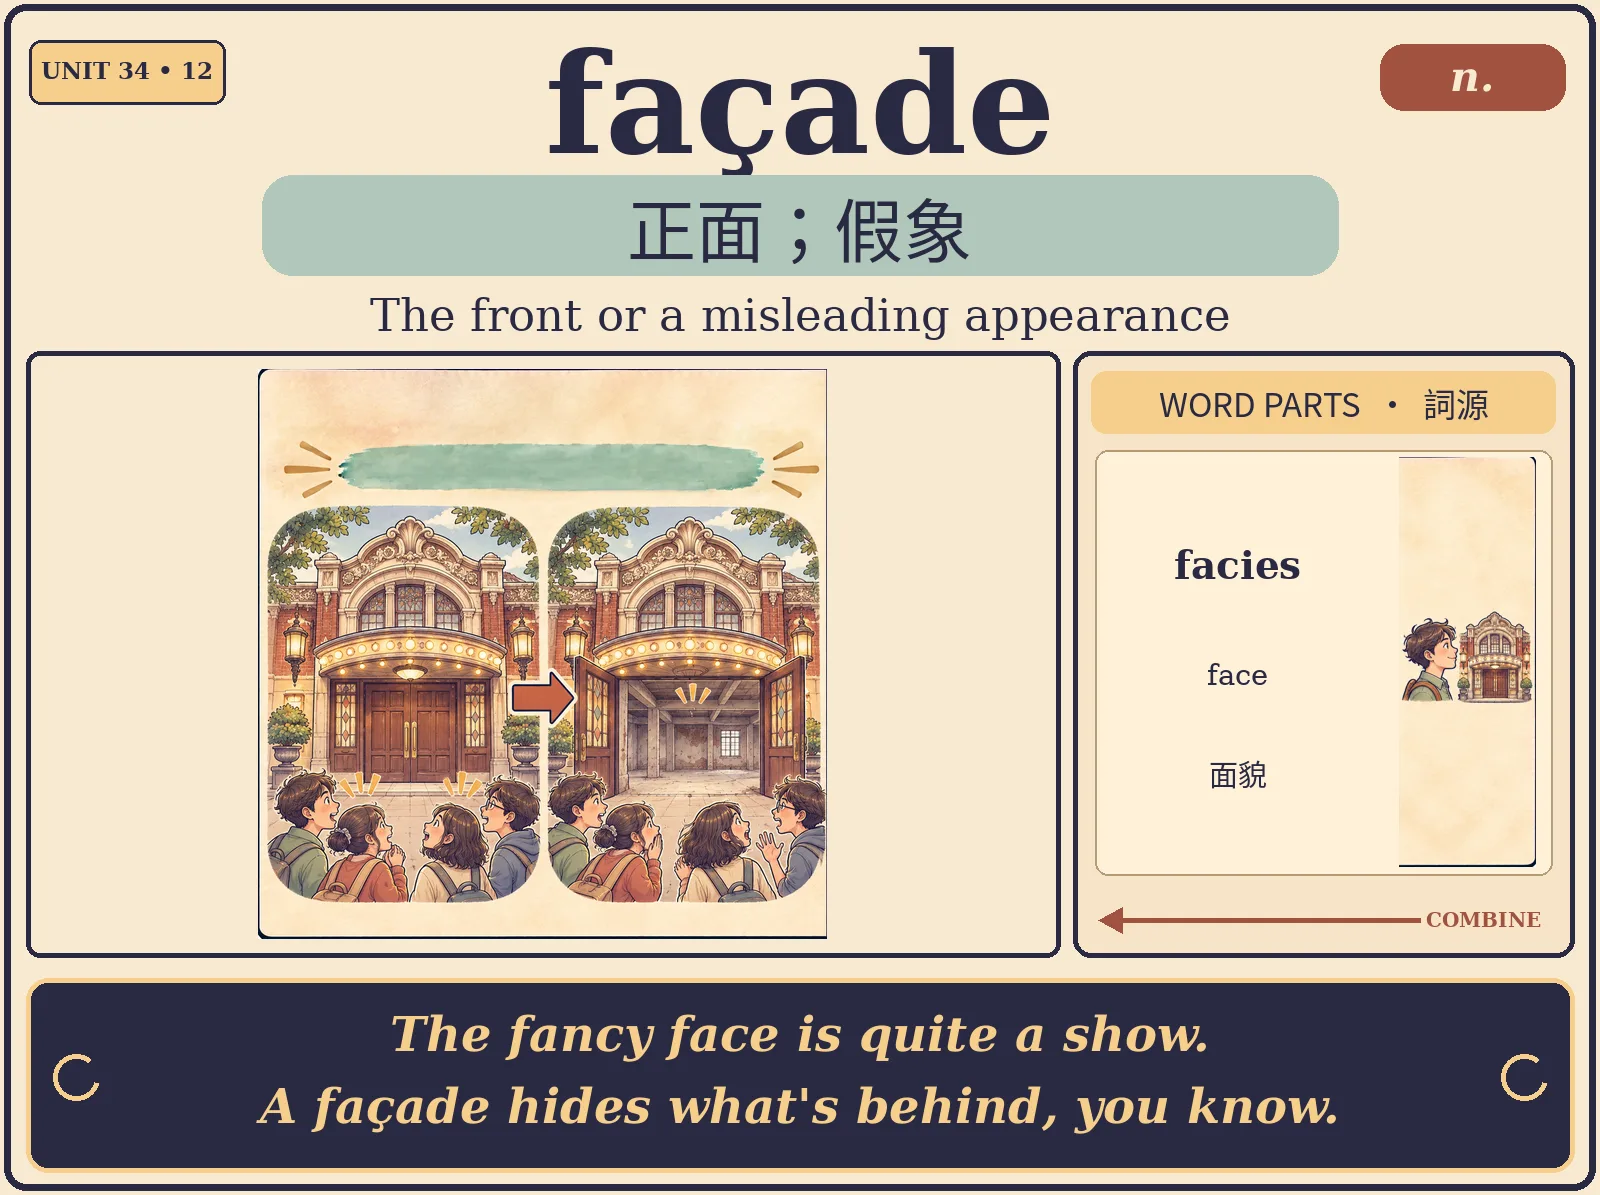 UNIT 34 • 12
façade
n.
正面；假象
The front or a misleading appearance
WORD PARTS • 詞源
facies
face
面貌
COMBINE
The fancy face is quite a show.
A façade hides what's behind, you know.